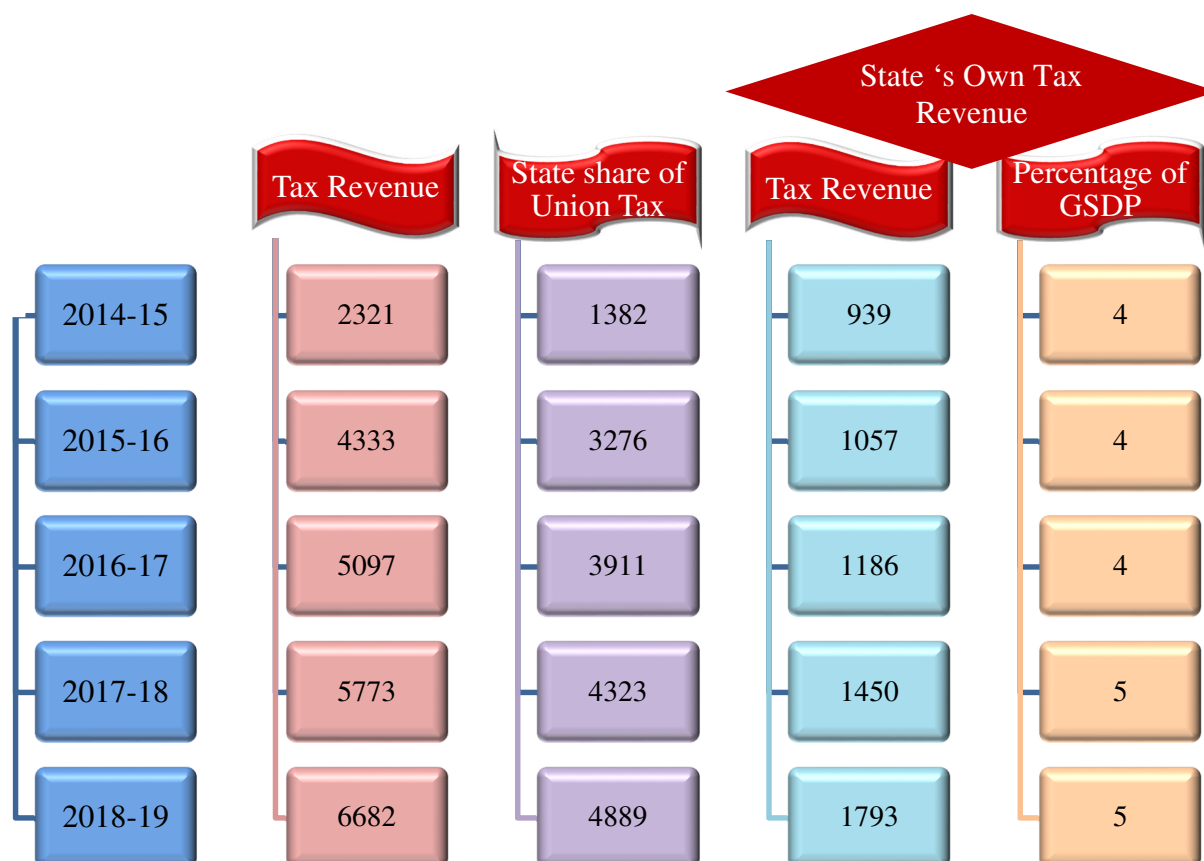 State ‘s Own Tax
Revenue
Tax Revenue
State share of
Union Tax
Tax Revenue
Percentage of
GSDP
2014-15 2321 1382 939 4
2015-16 4333 3276 1057 4
2016-17 5097 3911 1186 4
2017-18 5773 4323 1450 5
2018-19 6682 4889 1793 5